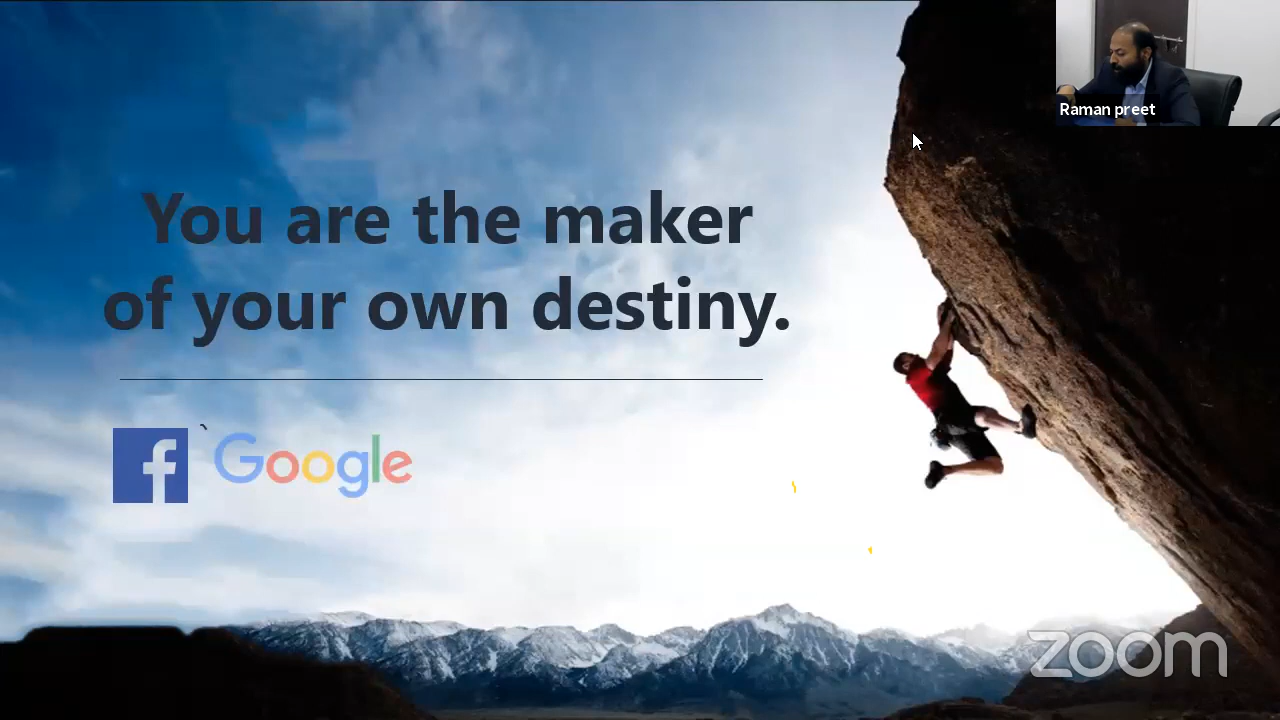 Raman preet
You are the maker
of your own destiny.
f Google
zoom